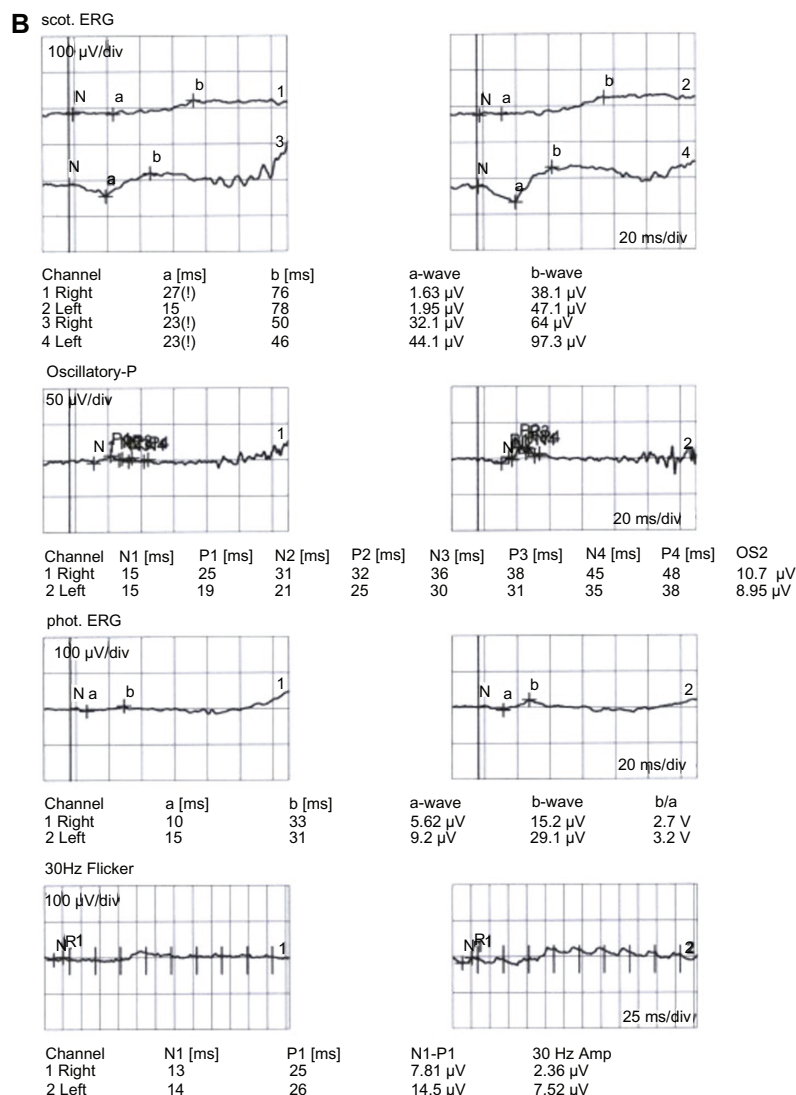 B scot. ERG
100 µV/div
N a b 1
N a b 2
N a b 3
N a b 4
20 ms/div
Channel a [ms] b [ms] a-wave b-wave
1 Right 27(!) 76 1.63 µV 38.1 µV
2 Left 15 78 1.95 µV 47.1 µV
3 Right 23(!) 50 32.1 µV 64 µV
4 Left 23(!) 46 44.1 µV 97.3 µV
Oscillatory-P
50 µV/div
N 1
N 2
20 ms/div
Channel N1 [ms] P1 [ms] N2 [ms] P2 [ms] N3 [ms] P3 [ms] N4 [ms] P4 [ms] OS2
1 Right 15 25 31 32 36 38 45 48 10.7 µV
2 Left 15 19 21 25 30 31 35 38 8.95 µV
phot. ERG
100 µV/div
N a b 1
N a b 2
20 ms/div
Channel a [ms] b [ms] a-wave b-wave b/a
1 Right 10 33 5.62 µV 15.2 µV 2.7 V
2 Left 15 31 9.2 µV 29.1 µV 3.2 V
30Hz Flicker
100 µV/div
N R1 1
N R1 2
25 ms/div
Channel N1 [ms] P1 [ms] N1-P1 30 Hz Amp
1 Right 13 25 7.81 µV 2.36 µV
2 Left 14 26 14.5 µV 7.52 µV